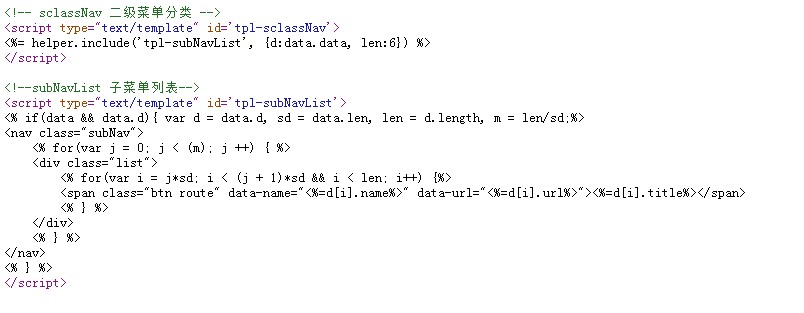 <!-- sclassNav 二级菜单分类 -->
<script type="text/template" id='tpl-sclassNav'>
<%= helper.include('tpl-subNavList', {d:data.data, len:6}) %>
</script>

<!--subNavList 子菜单列表-->
<script type="text/template" id='tpl-subNavList'>
<% if(data && data.d){ var d = data.d, sd = data.len, len = d.length, m = len/sd;%>
<nav class="subNav">
    <% for(var j = 0; j < (m); j ++) { %>
    <div class="list">
        <% for(var i = j*sd; i < (j + 1)*sd && i < len; i++) {%>
        <span class="btn route" data-name="<%=d[i].name%>" data-url="<%=d[i].url%>"><%=d[i].title%></span>
        <% } %>
    </div>
    <% } %>
</nav>
<% } %>
</script>